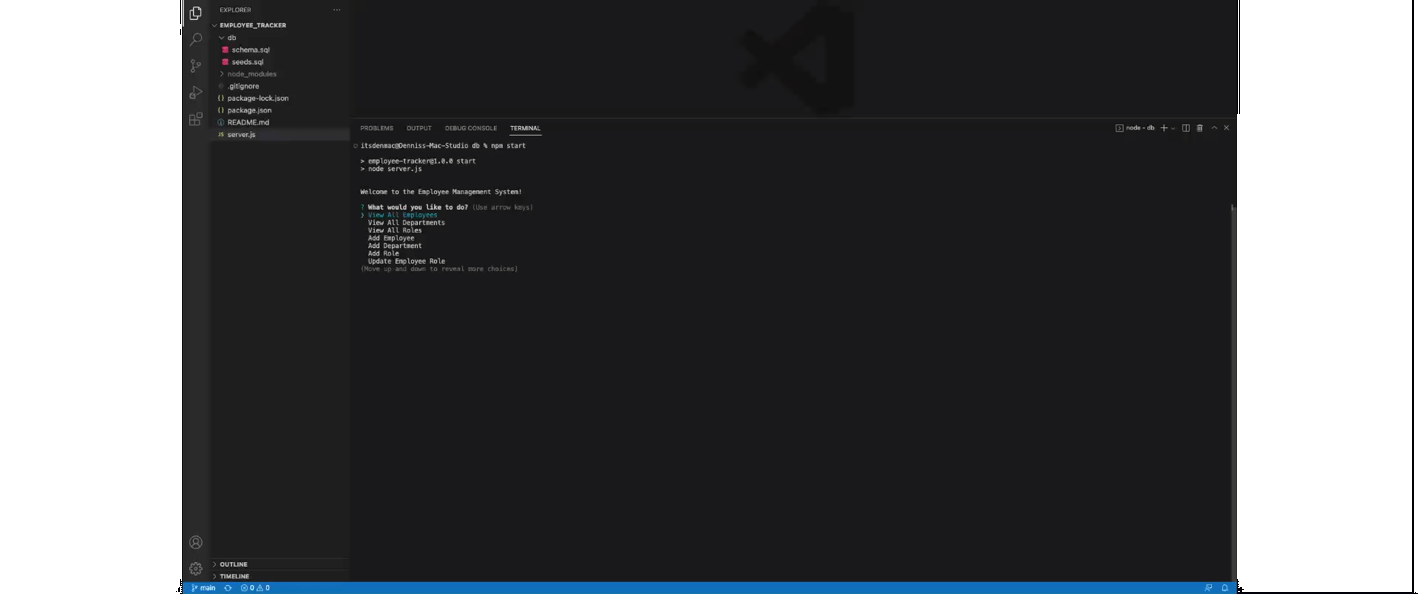 EXPLORER
EMPLOYEE_TRACKER
db
schema.sql
seeds.sql
node_modules
.gitignore
package-lock.json
package.json
README.md
JS server.js
PROBLEMS OUTPUT DEBUG CONSOLE TERMINAL
node - db
itsdenmac@Denniss-Mac-Studio db % npm start
> employee-tracker@1.0.0 start
> node server.js
Welcome to the Employee Management System!
? What would you like to do? (Use arrow keys)
❯ View All Employees
View All Departments
View All Roles
Add Employee
Add Department
Add Role
Update Employee Role
(Move up and down to reveal more choices)
OUTLINE
TIMELINE
main 0 0